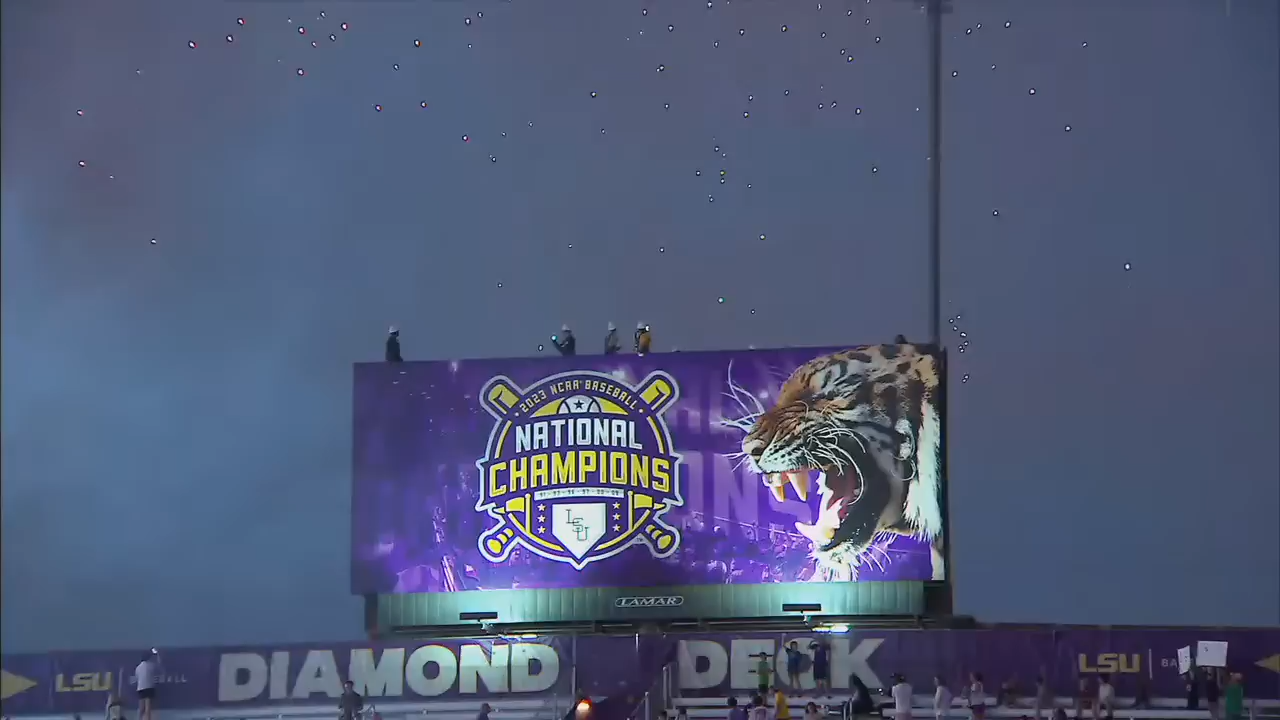 2023 NCAA BASEBALL
NATIONAL
CHAMPIONS
LSU
LAMAR
DIAMOND DECK
LSU
LSU